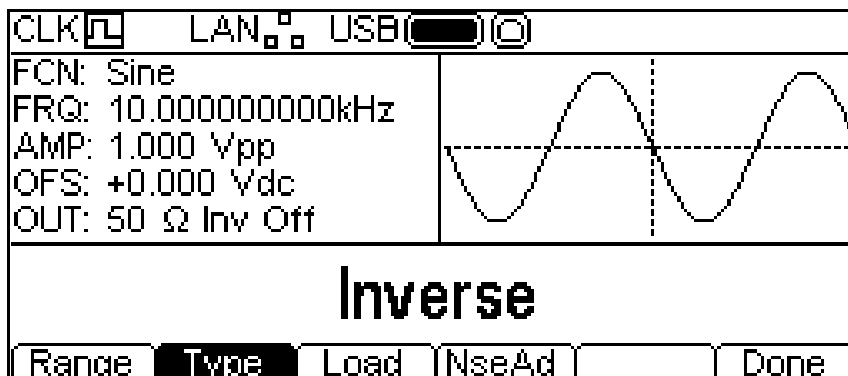 CLK LAN USB
FCN: Sine
FRQ: 10.000000000kHz
AMP: 1.000 Vpp
OFS: +0.000 Vdc
OUT: 50 Ω Inv Off
Inverse
Range Type Load NseAd Done